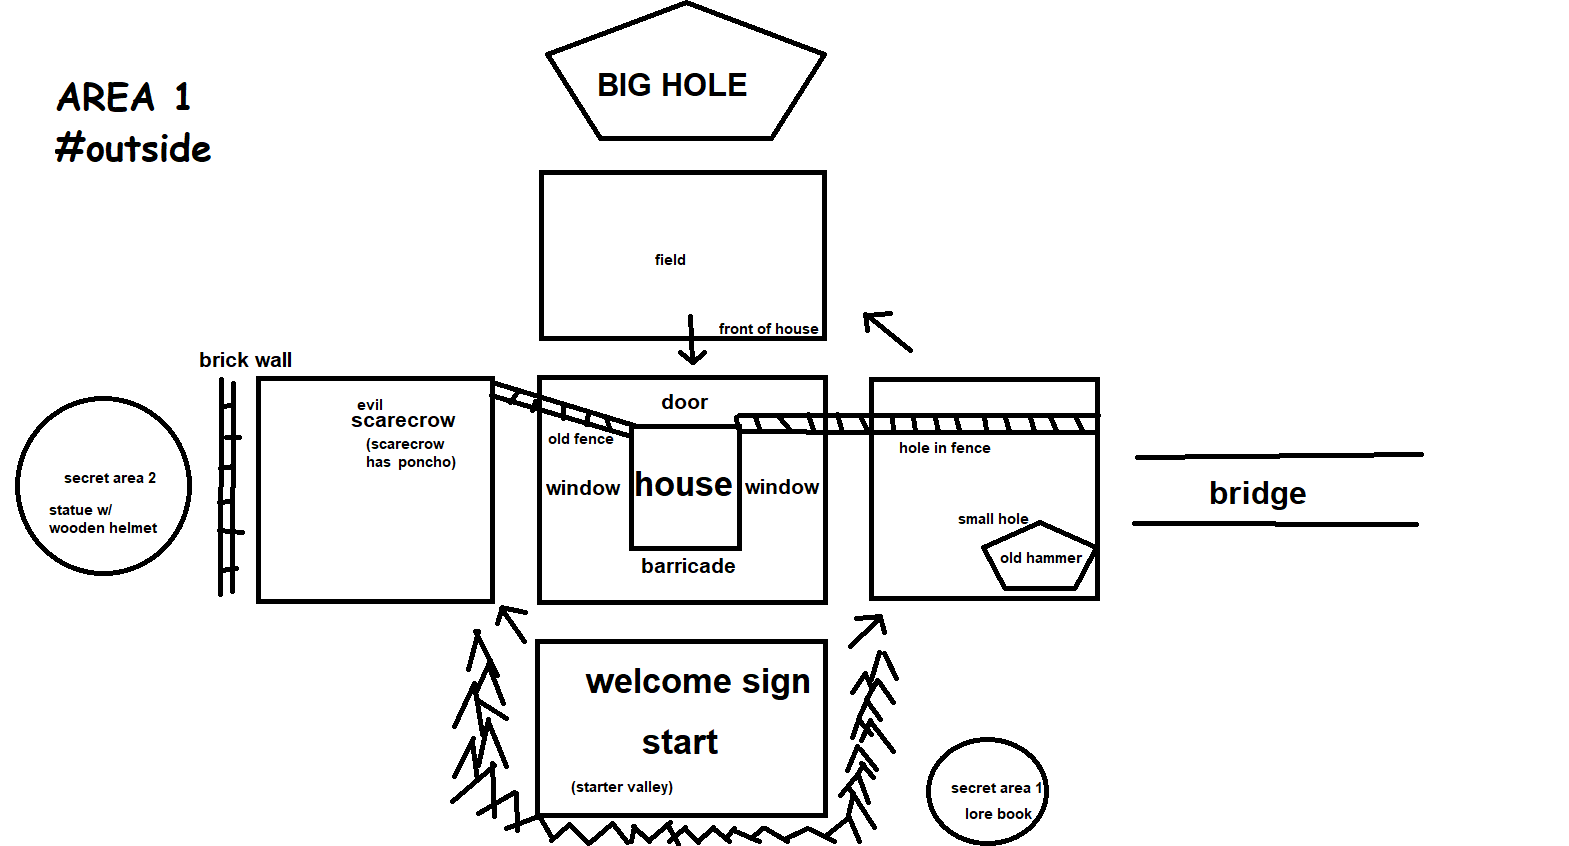 BIG HOLE
AREA 1
#outside
field
front of house
brick wall
door
evil
scarecrow
(scarecrow
has poncho)
old fence
hole in fence
secret area 2
statue w/
wooden helmet
window
house
window
bridge
small hole
old hammer
barricade
welcome sign
start
(starter valley)
secret area 1
lore book